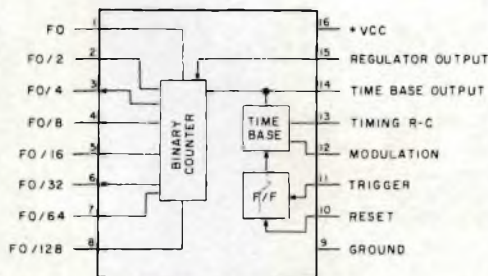 FO
1
16
*VCC
FO/2
2
15
REGULATOR OUTPUT
FO/4
3
14
TIME BASE OUTPUT
FO/8
4
BINARY
COUNTER
TIME
BASE
13
TIMING R-C
FO/16
5
12
MODULATION
FO/32
6
F/F
11
TRIGGER
FO/64
7
10
RESET
FO/128
8
9
GROUND